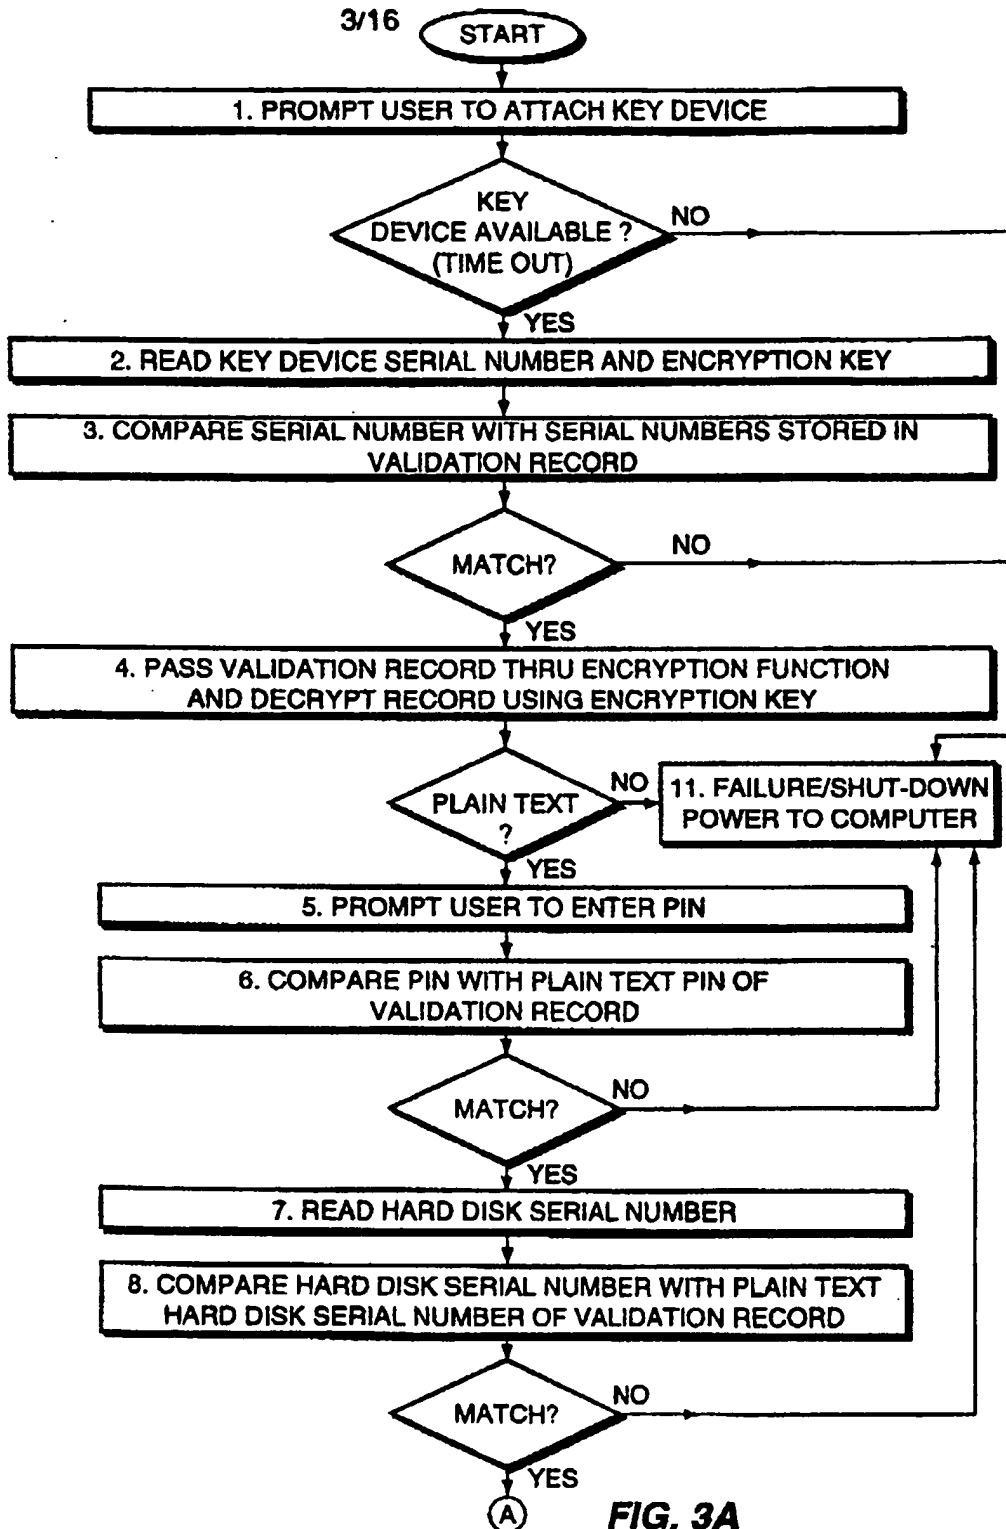 3/16
START
1. PROMPT USER TO ATTACH KEY DEVICE
KEY
DEVICE AVAILABLE ?
(TIME OUT)
NO
YES
2. READ KEY DEVICE SERIAL NUMBER AND ENCRYPTION KEY
3. COMPARE SERIAL NUMBER WITH SERIAL NUMBERS STORED IN
VALIDATION RECORD
MATCH?
NO
YES
4. PASS VALIDATION RECORD THRU ENCRYPTION FUNCTION
AND DECRYPT RECORD USING ENCRYPTION KEY
PLAIN TEXT
?
NO
11. FAILURE/SHUT-DOWN
POWER TO COMPUTER
YES
5. PROMPT USER TO ENTER PIN
6. COMPARE PIN WITH PLAIN TEXT PIN OF
VALIDATION RECORD
MATCH?
NO
YES
7. READ HARD DISK SERIAL NUMBER
8. COMPARE HARD DISK SERIAL NUMBER WITH PLAIN TEXT
HARD DISK SERIAL NUMBER OF VALIDATION RECORD
MATCH?
NO
YES
A
FIG. 3A